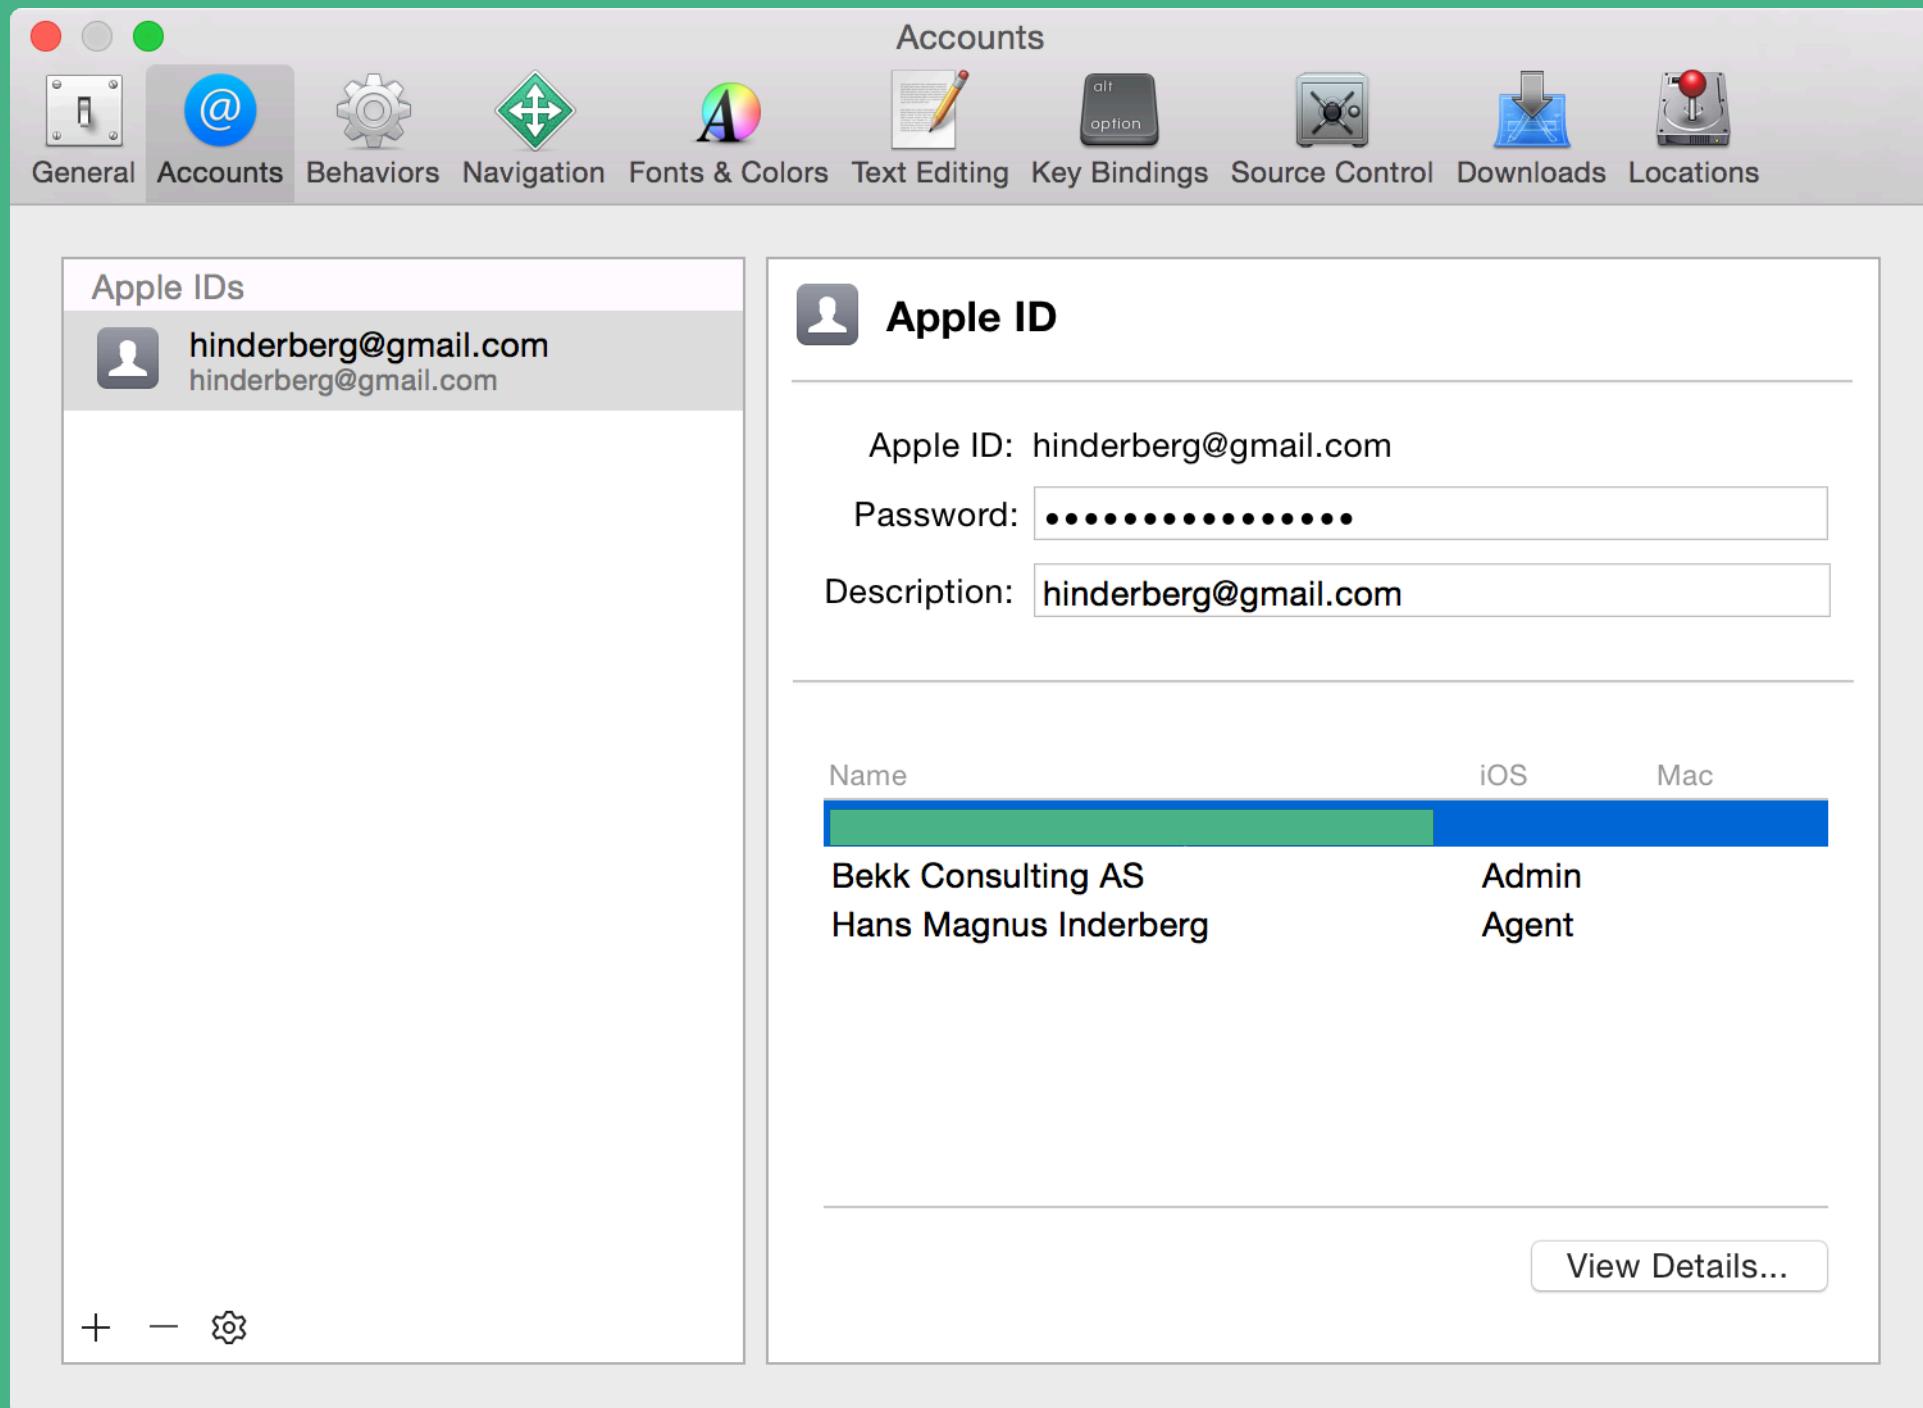 Accounts
General Accounts Behaviors Navigation Fonts & Colors Text Editing alt option Key Bindings Source Control Downloads Locations
Apple IDs
hinderberg@gmail.com
hinderberg@gmail.com
Apple ID
Apple ID: hinderberg@gmail.com
Password: ••••••••••••••••
Description: hinderberg@gmail.com
Name iOS Mac
Bekk Consulting AS Admin
Hans Magnus Inderberg Agent
View Details...